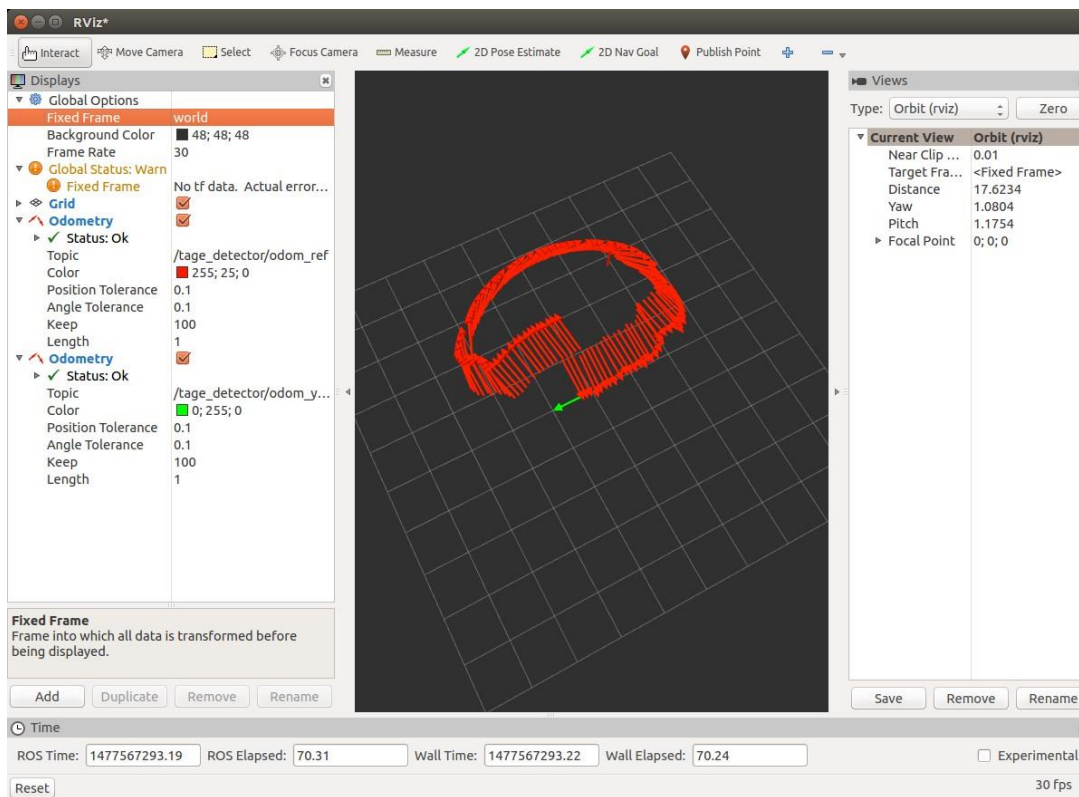 RViz*
Interact Move Camera Select Focus Camera Measure 2D Pose Estimate 2D Nav Goal Publish Point
Displays
Global Options
Fixed Frame world
Background Color 48; 48; 48
Frame Rate 30
Global Status: Warn
Fixed Frame No tf data. Actual error...
Grid
Odometry
Status: Ok
Topic /tage_detector/odom_ref
Color 255; 25; 0
Position Tolerance 0.1
Angle Tolerance 0.1
Keep 100
Length 1
Odometry
Status: Ok
Topic /tage_detector/odom_y...
Color 0; 255; 0
Position Tolerance 0.1
Angle Tolerance 0.1
Keep 100
Length 1
Fixed Frame
Frame into which all data is transformed before
being displayed.
Add Duplicate Remove Rename
Views
Type: Orbit (rviz) Zero
Current View Orbit (rviz)
Near Clip ... 0.01
Target Fra... <Fixed Frame>
Distance 17.6234
Yaw 1.0804
Pitch 1.1754
Focal Point 0; 0; 0
Save Remove Rename
Time
ROS Time: 1477567293.19 ROS Elapsed: 70.31 Wall Time: 1477567293.22 Wall Elapsed: 70.24 Experimental
Reset 30 fps